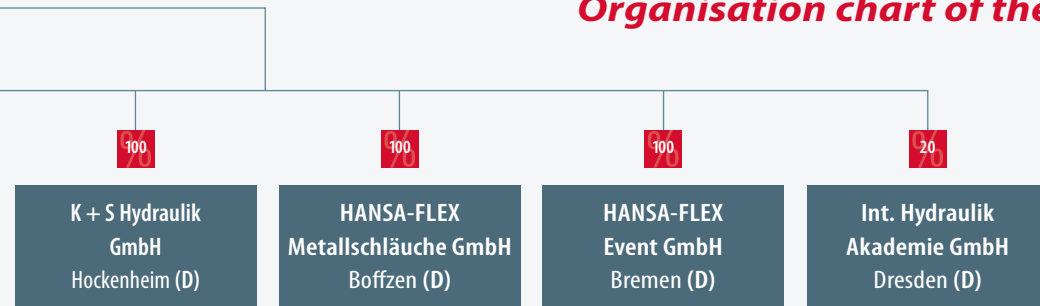 Organisation chart of the
100 %
100 %
100 %
20 %
K + S Hydraulik
GmbH
Hockenheim (D)
HANSA-FLEX
Metallschläuche GmbH
Boffzen (D)
HANSA-FLEX
Event GmbH
Bremen (D)
Int. Hydraulik
Akademie GmbH
Dresden (D)